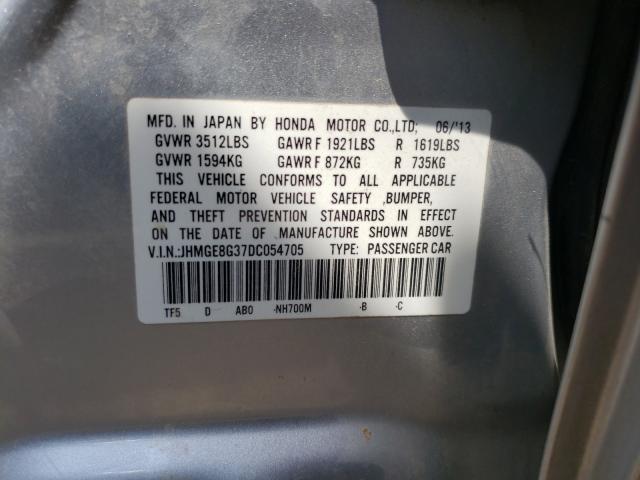 MFD. IN JAPAN BY HONDA MOTOR CO.,LTD; 06/'13
GVWR 3512LBS GAWR F 1921LBS R 1619LBS
GVWR 1594KG GAWR F 872KG R 735KG
THIS VEHICLE CONFORMS TO ALL APPLICABLE
FEDERAL MOTOR VEHICLE SAFETY ,BUMPER,
AND THEFT PREVENTION STANDARDS IN EFFECT
ON THE DATE OF MANUFACTURE SHOWN ABOVE.
V.I.N.:JHMGE8G37DC054705 TYPE: PASSENGER CAR
TF5 D AB0 -NH700M -B -C